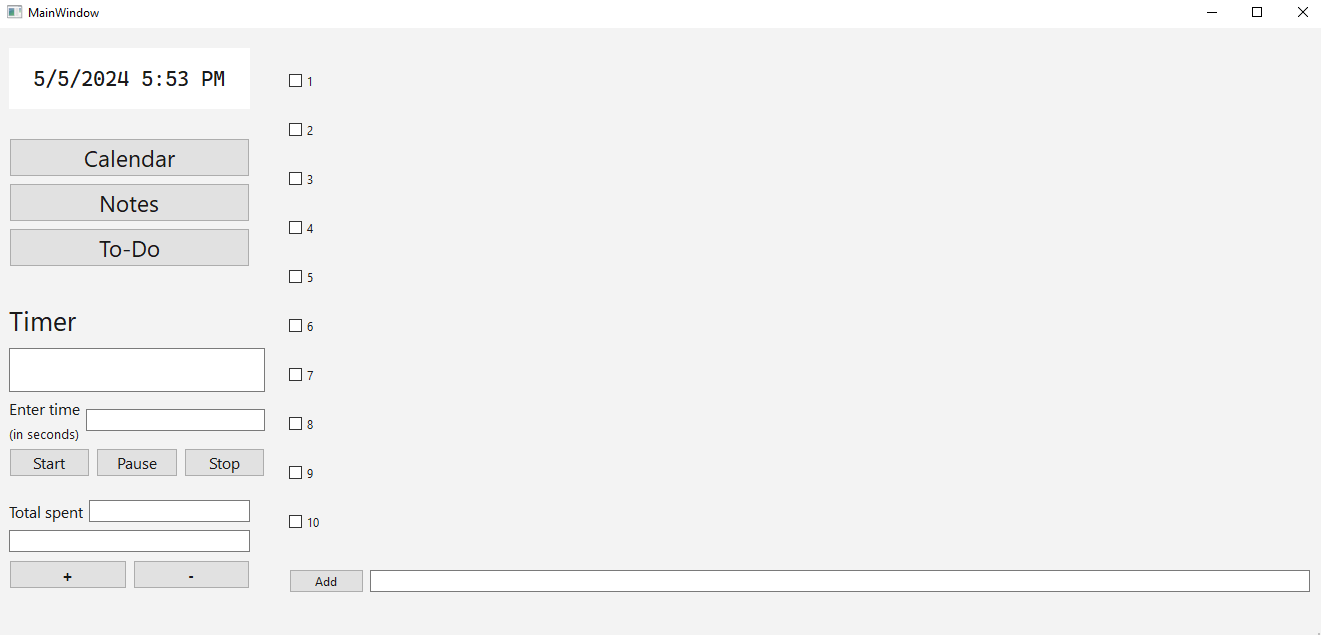 MainWindow
5/5/2024 5:53 PM
Calendar
Notes
To-Do
Timer
Enter time
(in seconds)
Start Pause Stop
Total spent
+ -
1
2
3
4
5
6
7
8
9
10
Add